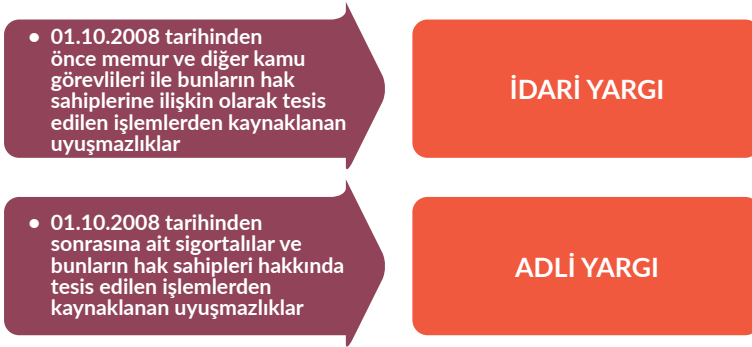 • 01.10.2008 tarihinden
önce memur ve diğer kamu
görevlileri ile bunların hak
sahiplerine ilişkin olarak tesis
edilen işlemlerden kaynaklanan
uyuşmazlıklar
İDARİ YARGI
• 01.10.2008 tarihinden
sonrasına ait sigortalılar ve
bunların hak sahipleri hakkında
tesis edilen işlemlerden
kaynaklanan uyuşmazlıklar
ADLİ YARGI